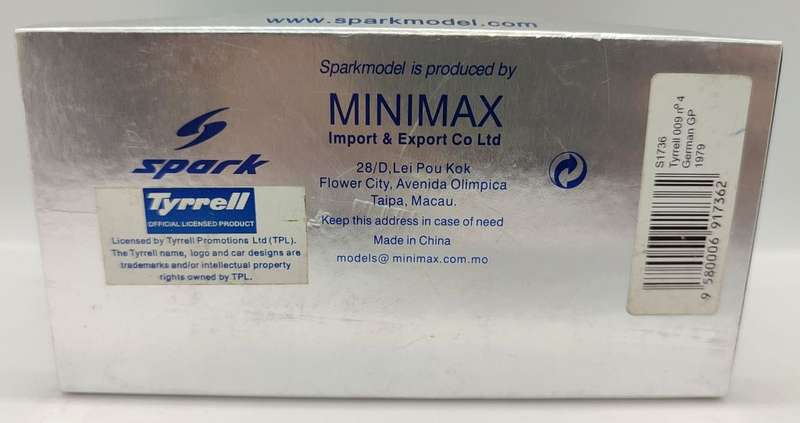 www.sparkmodel.com
Sparkmodel is produced by
MINIMAX
Import & Export Co Ltd
28/D, Lei Pou Kok
Flower City, Avenida Olimpica
Taipa, Macau.
Keep this address in case of need
Made in China
models@ minimax.com.mo
spark
Tyrrell
OFFICIAL LICENSED PRODUCT
Licensed by Tyrrell Promotions Ltd (TPL).
The Tyrrell name, logo and car designs are
trademarks and/or intellectual property
rights owned by TPL.
S1736
Tyrrell 009 nº 4
German GP
1979
9 580006 917362